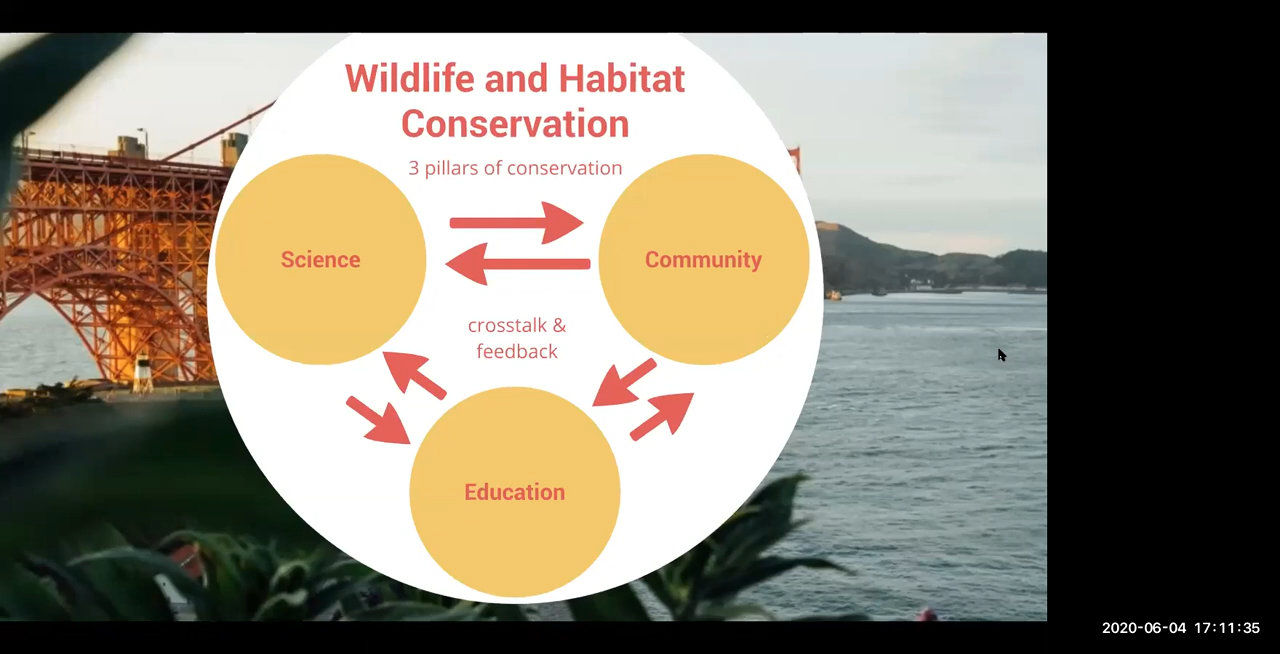 Wildlife and Habitat
Conservation
3 pillars of conservation
Science
Community
crosstalk &
feedback
Education
2020-06-04 17:11:35